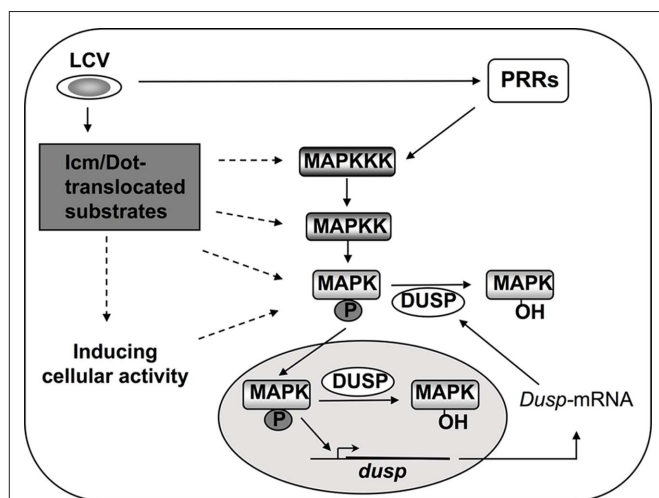 LCV
PRRs
Icm/Dot-
translocated
substrates
MAPKKK
MAPKK
MAPK
P
DUSP
MAPK
OH
Inducing
cellular activity
MAPK
P
DUSP
MAPK
OH
dusp
Dusp-mRNA